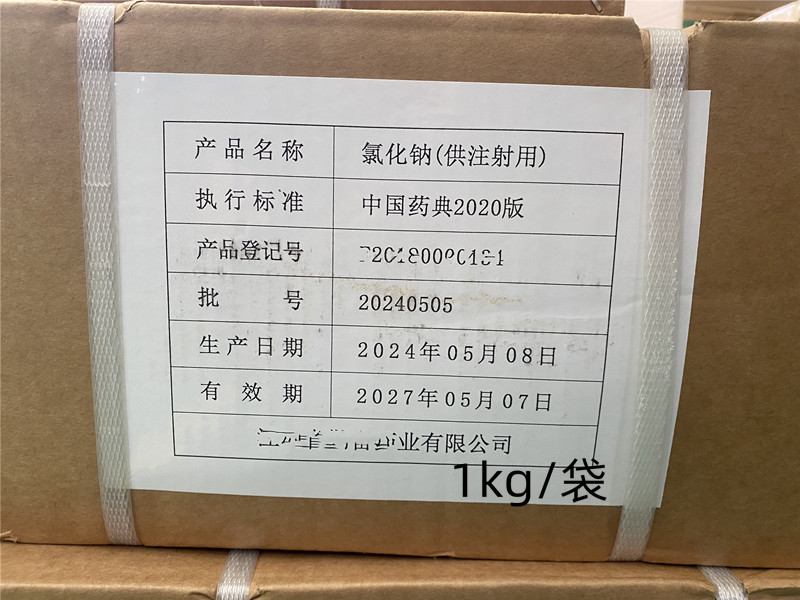 产品名称 氯化钠(供注射用)
执行标准 中国药典2020版
产品登记号
批号 20240505
生产日期 2024年05月08日
有效期 2027年05月07日
业有限公司
1kg/袋